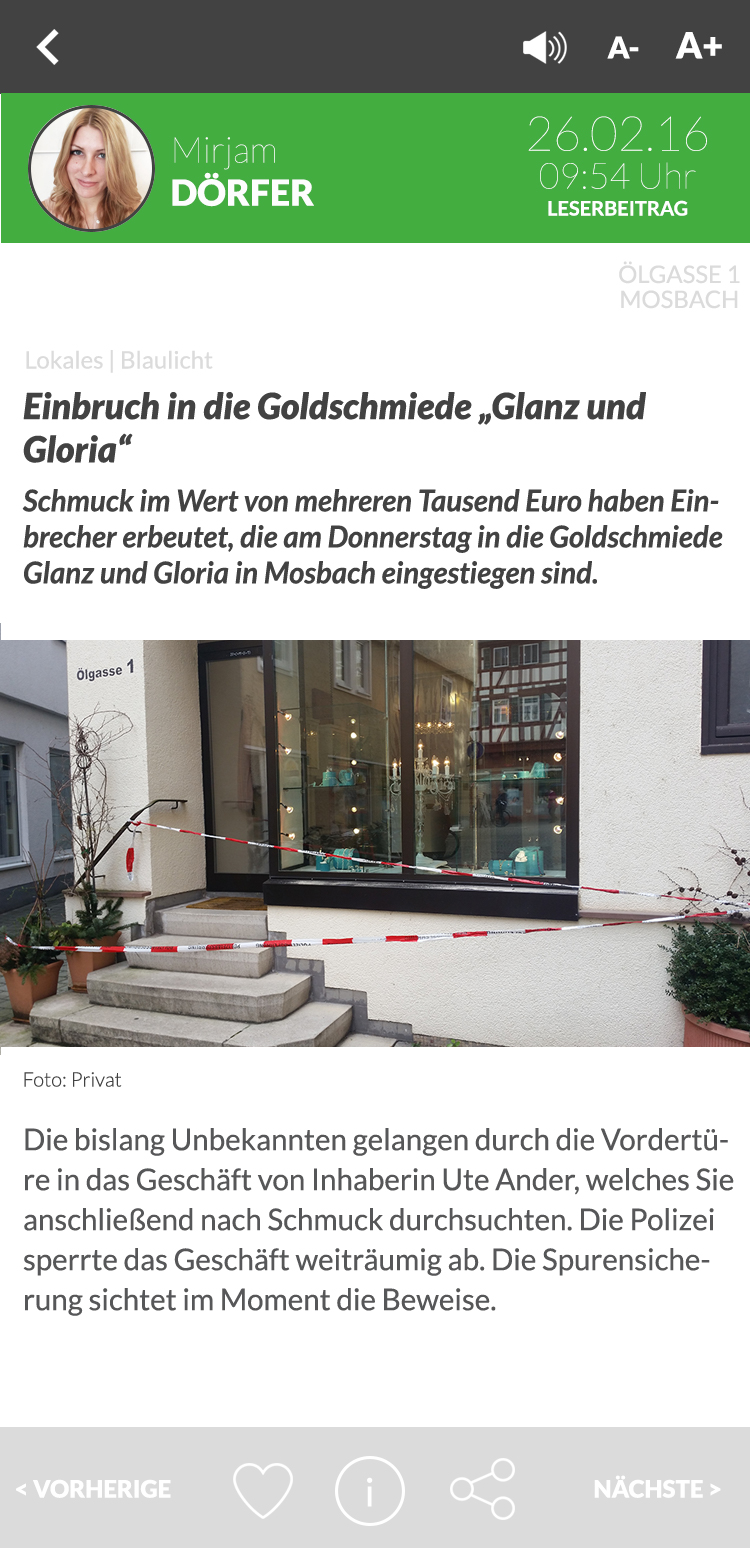 A-
A+
Mirjam
DÖRFER
26.02.16
09:54 Uhr
LESERBEITRAG
ÖLGASSE 1
MOSBACH
Lokales | Blaulicht
Einbruch in die Goldschmiede „Glanz und
Gloria“
Schmuck im Wert von mehreren Tausend Euro haben Ein-
brecher erbeutet, die am Donnerstag in die Goldschmiede
Glanz und Gloria in Mosbach eingestiegen sind.
Ölgasse 1
Foto: Privat
Die bislang Unbekannten gelangen durch die Vordertü-
re in das Geschäft von Inhaberin Ute Ander, welches Sie
anschließend nach Schmuck durchsuchten. Die Polizei
sperrte das Geschäft weiträumig ab. Die Spurensiche-
rung sichtet im Moment die Beweise.
< VORHERIGE
i
NÄCHSTE >